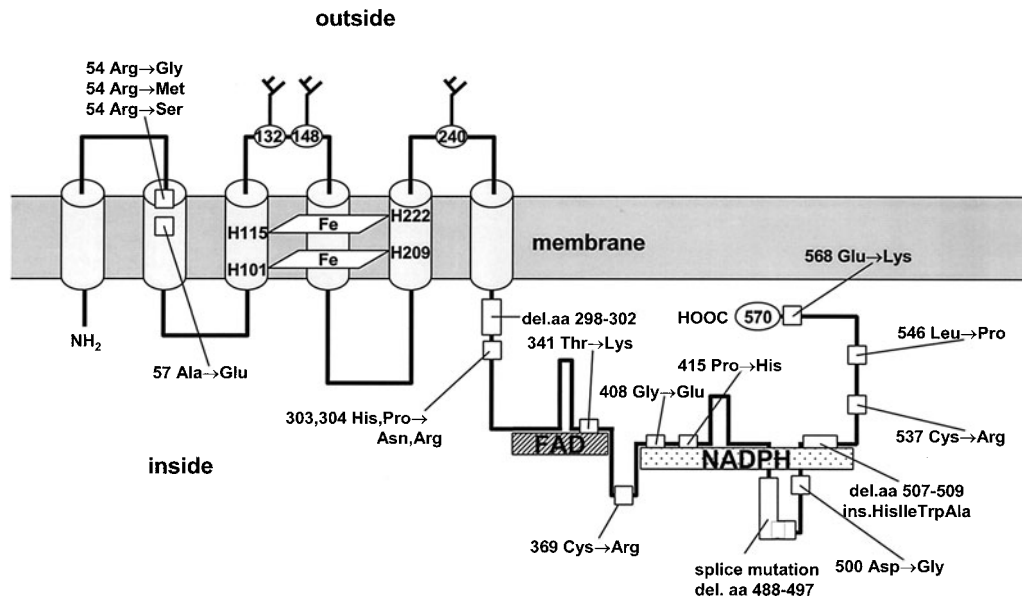 outside
54 Arg→Gly
54 Arg→Met
54 Arg→Ser
132
148
240
H115
H101
Fe
Fe
H222
H209
membrane
NH2
57 Ala→Glu
568 Glu→Lys
HOOC
570
del.aa 298-302
341 Thr→Lys
546 Leu→Pro
415 Pro→His
408 Gly→Glu
303,304 His,Pro→
Asn,Arg
537 Cys→Arg
FAD
NADPH
inside
del.aa 507-509
ins.HisIleTrpAla
369 Cys→Arg
500 Asp→Gly
splice mutation
del. aa 488-497